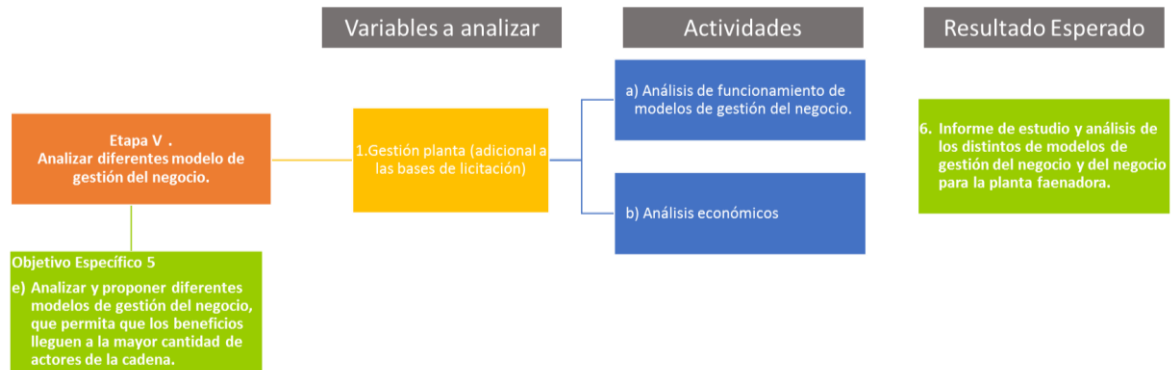 Variables a analizar
Actividades
Resultado Esperado
Etapa V .
Analizar diferentes modelo de
gestión del negocio.
1.Gestión planta (adicional a
las bases de licitación)
a) Análisis de funcionamiento de
modelos de gestión del negocio.
b) Análisis económicos
6. Informe de estudio y análisis de
los distintos de modelos de
gestión del negocio y del negocio
para la planta faenadora.
Objetivo Específico 5
e) Analizar y proponer diferentes
modelos de gestión del negocio,
que permita que los beneficios
lleguen a la mayor cantidad de
actores de la cadena.